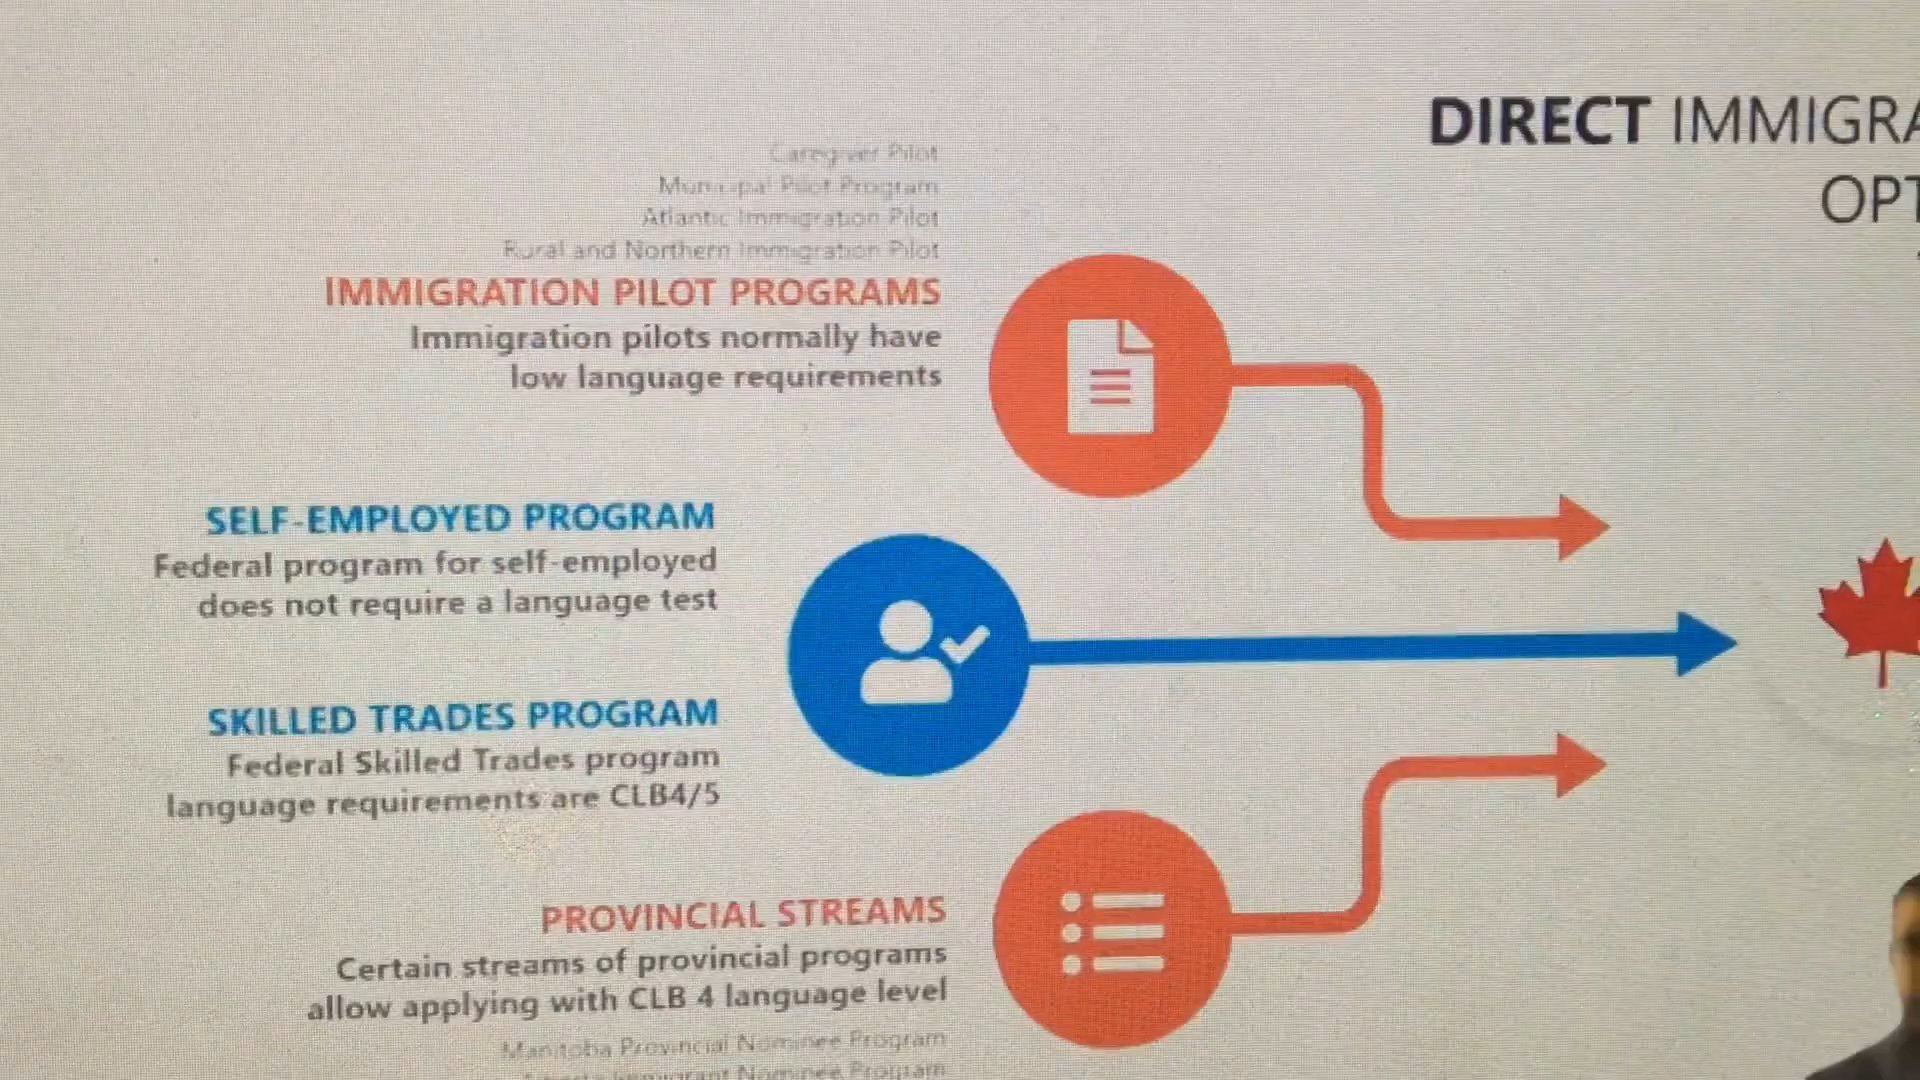 DIRECT IMMIGRA
OPT
Caregiver Pilot
Municipal Pilot Program
Atlantic Immigration Pilot
Rural and Northern Immigration Pilot
IMMIGRATION PILOT PROGRAMS
Immigration pilots normally have
low language requirements
SELF-EMPLOYED PROGRAM
Federal program for self-employed
does not require a language test
SKILLED TRADES PROGRAM
Federal Skilled Trades program
language requirements are CLB4/5
PROVINCIAL STREAMS
Certain streams of provincial programs
allow applying with CLB 4 language level
Manitoba Provincial Nominee Program
Immigrant Nominee Program